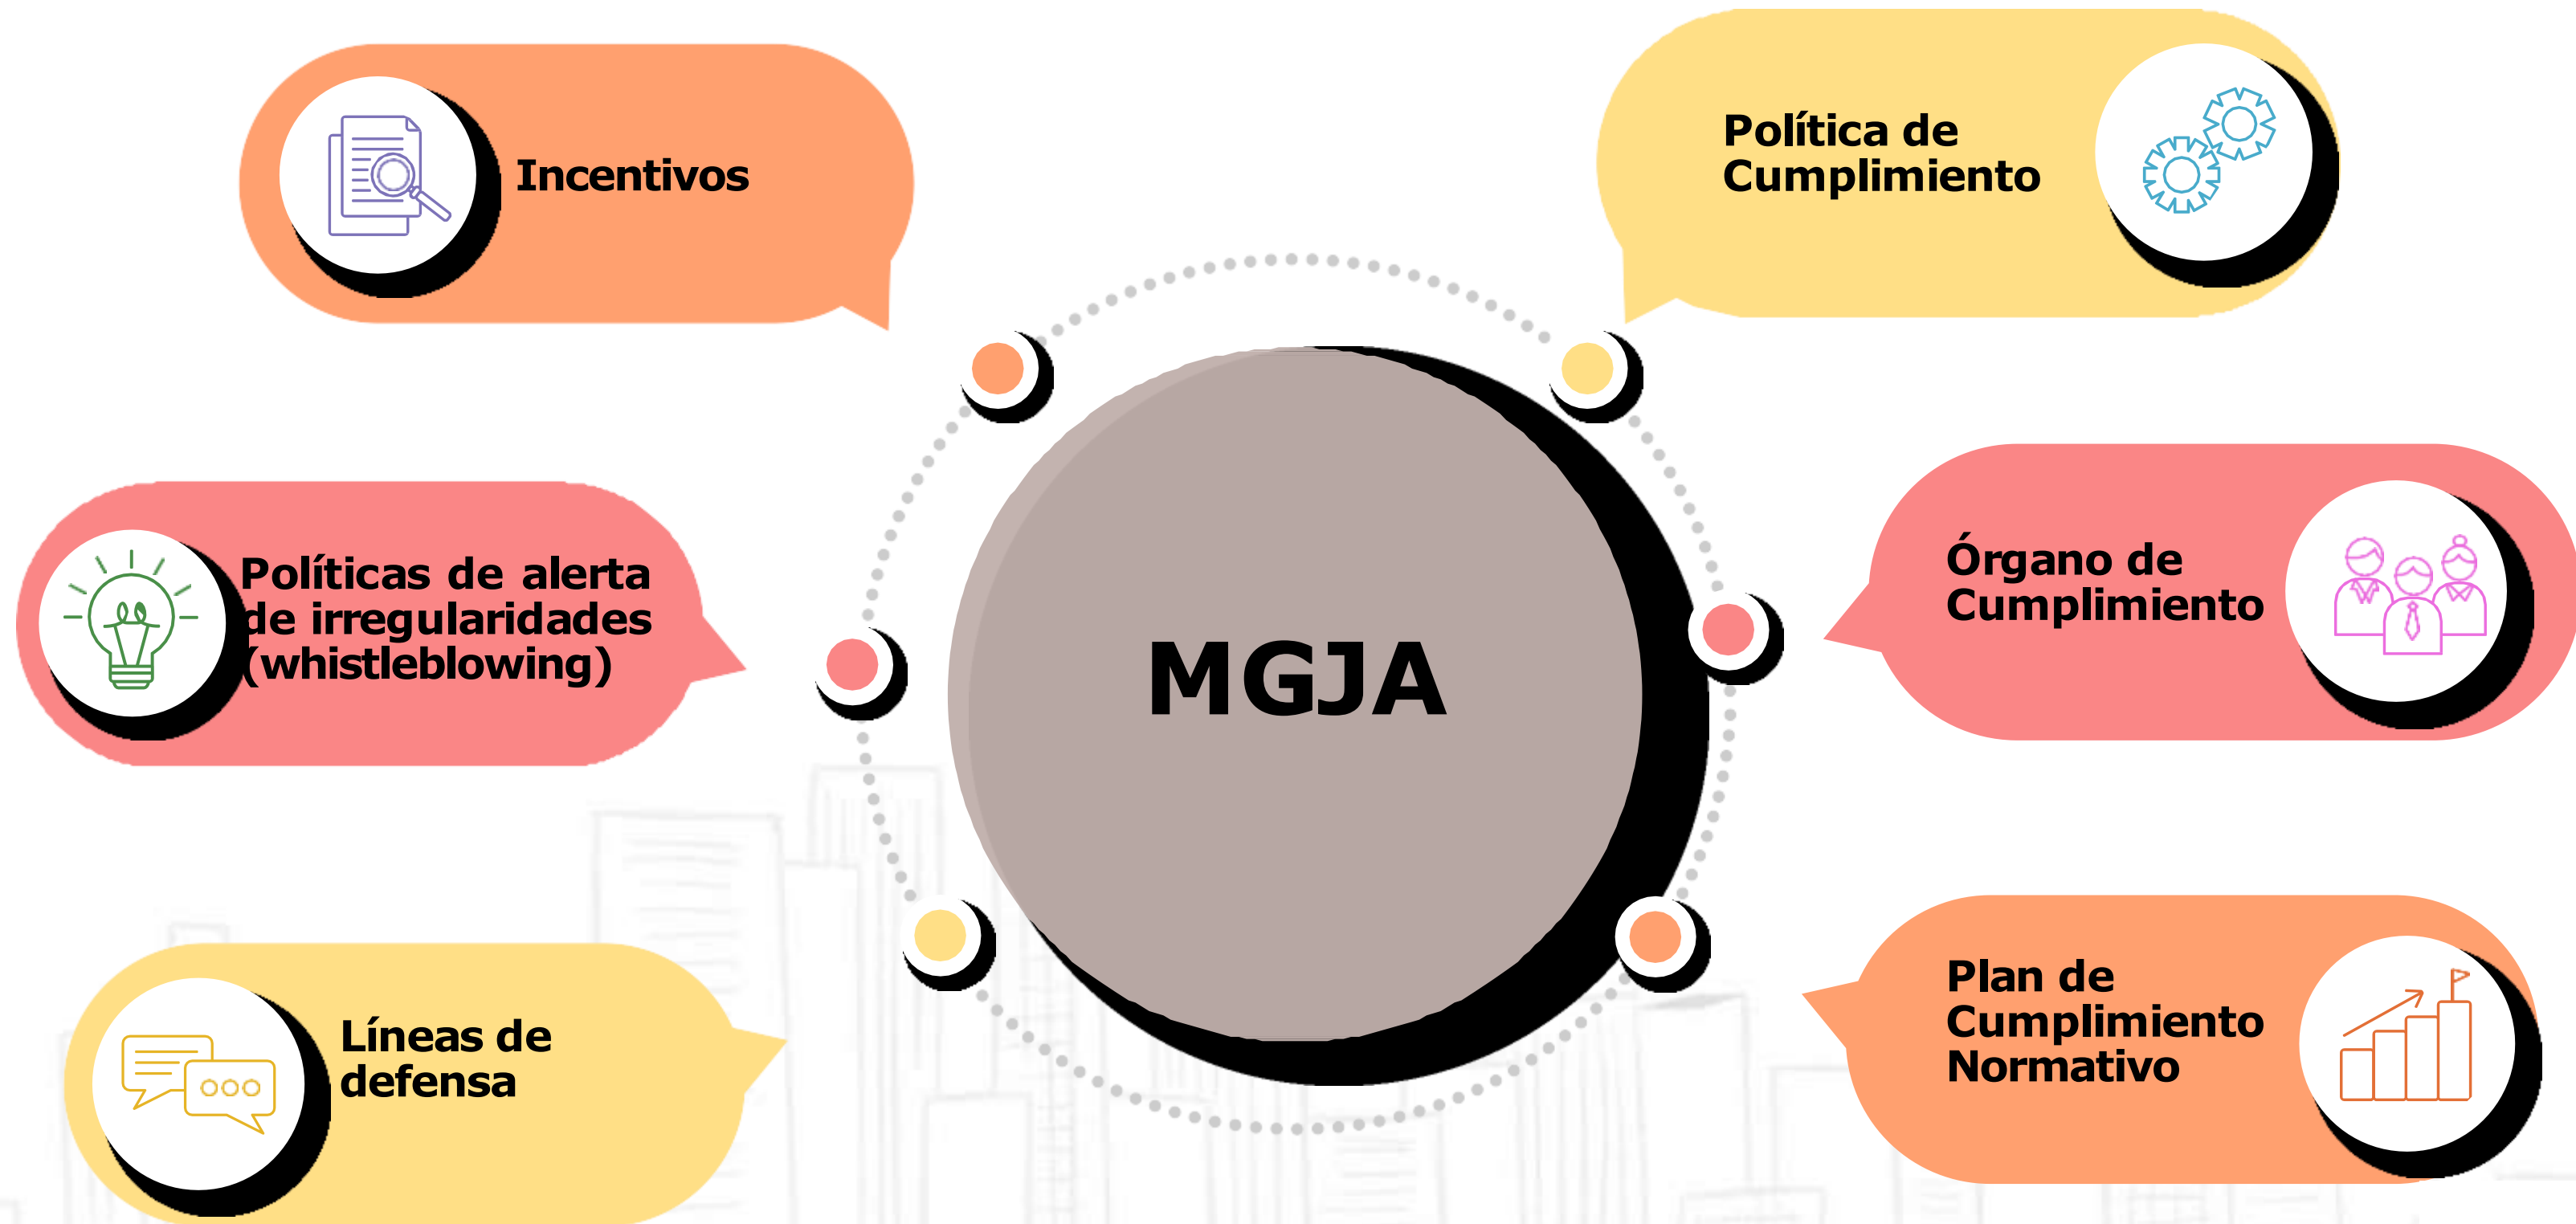 Incentivos
Política de
Cumplimiento
Políticas de alerta
de irregularidades
(whistleblowing)
Órgano de
Cumplimiento
MGJA
Líneas de
defensa
Plan de
Cumplimiento
Normativo